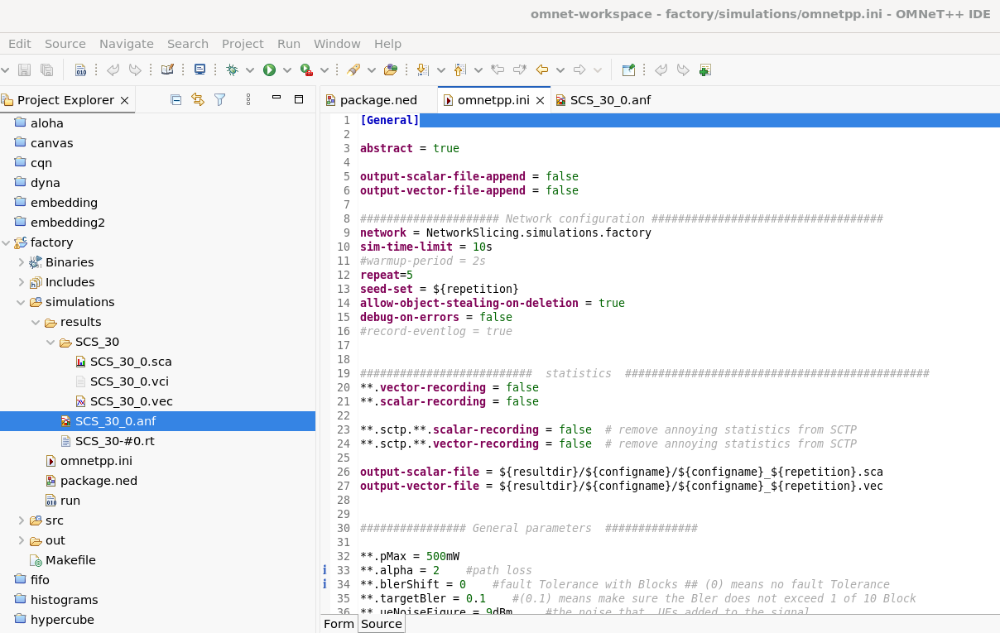 omnet-workspace - factory/simulations/omnetpp.ini - OMNeT++ IDE
Edit Source Navigate Search Project Run Window Help
Project Explorer
package.ned omnetpp.ini SCS_30_0.anf
aloha
canvas
cqn
dyna
embedding
embedding2
factory
Binaries
Includes
simulations
results
SCS_30
SCS_30_0.sca
SCS_30_0.vci
SCS_30_0.vec
SCS_30_0.anf
SCS_30-#0.rt
omnetpp.ini
package.ned
run
src
out
Makefile
fifo
histograms
hypercube
1 [General]
2
3 abstract = true
4
5 output-scalar-file-append = false
6 output-vector-file-append = false
7
8 ##################### Network configuration ###################################
9 network = NetworkSlicing.simulations.factory
10 sim-time-limit = 10s
11 #warmup-period = 2s
12 repeat=5
13 seed-set = ${repetition}
14 allow-object-stealing-on-deletion = true
15 debug-on-errors = false
16 #record-eventlog = true
17
18
19 ##########################  statistics  ##############################################
20 **.vector-recording = false
21 **.scalar-recording = false
22
23 **.sctp.**.scalar-recording = false  # remove annoying statistics from SCTP
24 **.sctp.**.vector-recording = false  # remove annoying statistics from SCTP
25
26 output-scalar-file = ${resultdir}/${configname}/${configname}_${repetition}.sca
27 output-vector-file = ${resultdir}/${configname}/${configname}_${repetition}.vec
28
29
30 ################ General parameters  ##############
31
32 **.pMax = 500mW
33 **.alpha = 2    #path loss
34 **.blerShift = 0    #fault Tolerance with Blocks ## (0) means no fault Tolerance
35 **.targetBler = 0.1    #(0.1) means make sure the Bler does not exceed 1 of 10 Block
36 **.ueNoiseFigure = 9dBm     #the noise that  UEs added to the signal
Form Source